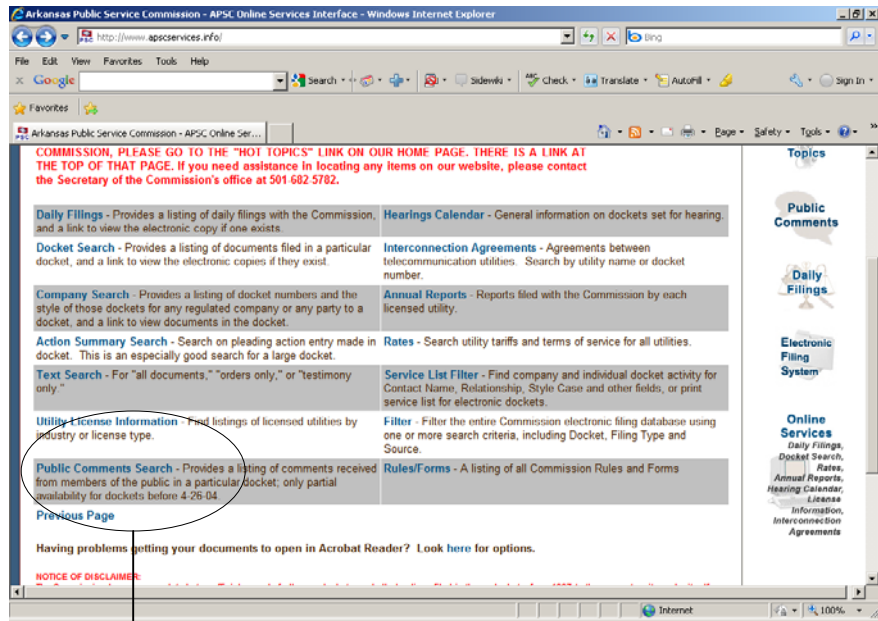 Arkansas Public Service Commission - APSC Online Services Interface - Windows Internet Explorer
http://www.apscservices.info/
Bing
File Edit View Favorites Tools Help
Google
Search
Sidewiki
Check
Translate
AutoFill
Sign In
Favorites
Arkansas Public Service Commission - APSC Online Ser...
Page
Safety
Tools
COMMISSION, PLEASE GO TO THE "HOT TOPICS" LINK ON OUR HOME PAGE. THERE IS A LINK AT
THE TOP OF THAT PAGE. If you need assistance in locating any items on our website, please contact
the Secretary of the Commission's office at 501-682-5782.
Daily Filings - Provides a listing of daily filings with the Commission,
and a link to view the electronic copy if one exists.
Hearings Calendar - General information on dockets set for hearing.
Docket Search - Provides a listing of documents filed in a particular
docket, and a link to view the electronic copies if they exist.
Interconnection Agreements - Agreements between
telecommunication utilities. Search by utility name or docket
number.
Company Search - Provides a listing of docket numbers and the
style of those dockets for any regulated company or any party to a
docket, and a link to view documents in the docket.
Annual Reports - Reports filed with the Commission by each
licensed utility.
Action Summary Search - Search on pleading action entry made in
docket. This is an especially good search for a large docket.
Rates - Search utility tariffs and terms of service for all utilities.
Text Search - For "all documents," "orders only," or "testimony
only."
Service List Filter - Find company and individual docket activity for
Contact Name, Relationship, Style Case and other fields, or print
service list for electronic dockets.
Utility License Information - Find listings of licensed utilities by
industry or license type.
Filter - Filter the entire Commission electronic filing database using
one or more search criteria, including Docket, Filing Type and
Source.
Public Comments Search - Provides a listing of comments received
from members of the public in a particular docket; only partial
availability for dockets before 4-26-04.
Rules/Forms - A listing of all Commission Rules and Forms
Previous Page
Having problems getting your documents to open in Acrobat Reader? Look here for options.
NOTICE OF DISCLAIMER:
Topics
Public
Comments
Daily
Filings
Electronic
Filing
System
Online
Services
Daily Filings,
Docket Search,
Rates,
Annual Reports,
Hearing Calendar,
License
Information,
Interconnection
Agreements
Internet
100%